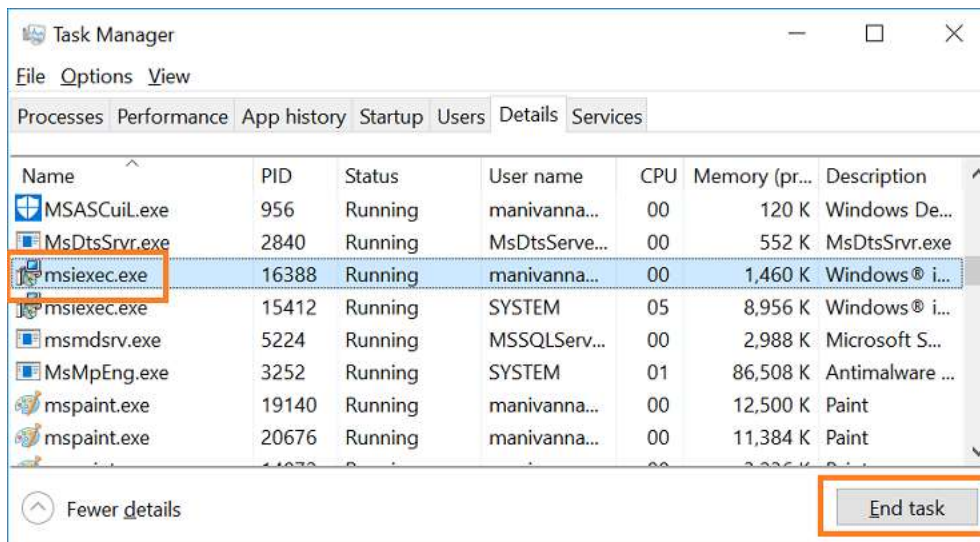 Task Manager
File Options View
Processes Performance App history Startup Users Details Services
Name PID Status User name CPU Memory (pr... Description
MSASCuiL.exe 956 Running manivanna... 00 120 K Windows De...
MsDtsSrvr.exe 2840 Running MsDtsServe... 00 552 K MsDtsSrvr.exe
msiexec.exe 16388 Running manivanna... 00 1,460 K Windows® i...
msiexec.exe 15412 Running SYSTEM 05 8,956 K Windows® i...
msmdsrv.exe 5224 Running MSSQLServ... 00 2,988 K Microsoft S...
MsMpEng.exe 3252 Running SYSTEM 01 86,508 K Antimalware ...
mspaint.exe 19140 Running manivanna... 00 12,500 K Paint
mspaint.exe 20676 Running manivanna... 00 11,384 K Paint
Fewer details End task